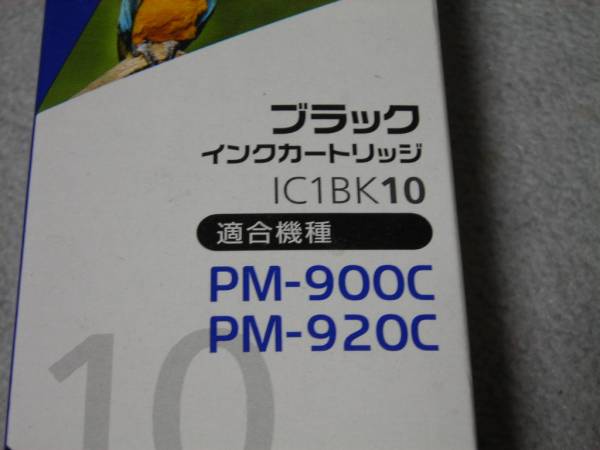 ブラック
インクカートリッジ
IC1BK10
適合機種
PM-900C
PM-920C
10